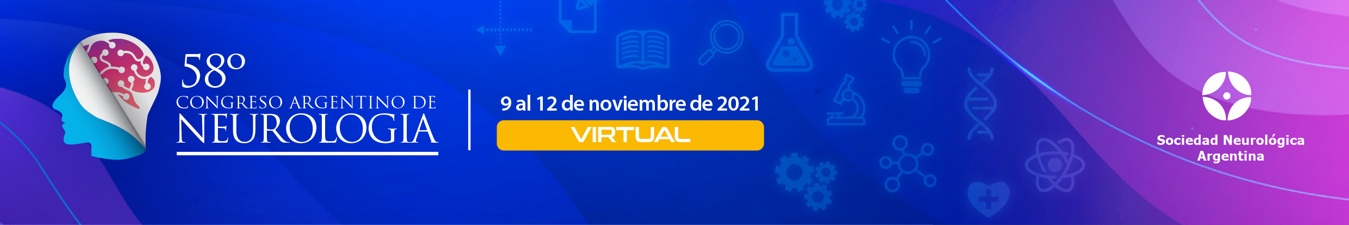 58º
CONGRESO ARGENTINO DE
NEUROLOGIA
9 al 12 de noviembre de 2021
VIRTUAL
Sociedad Neurológica
Argentina